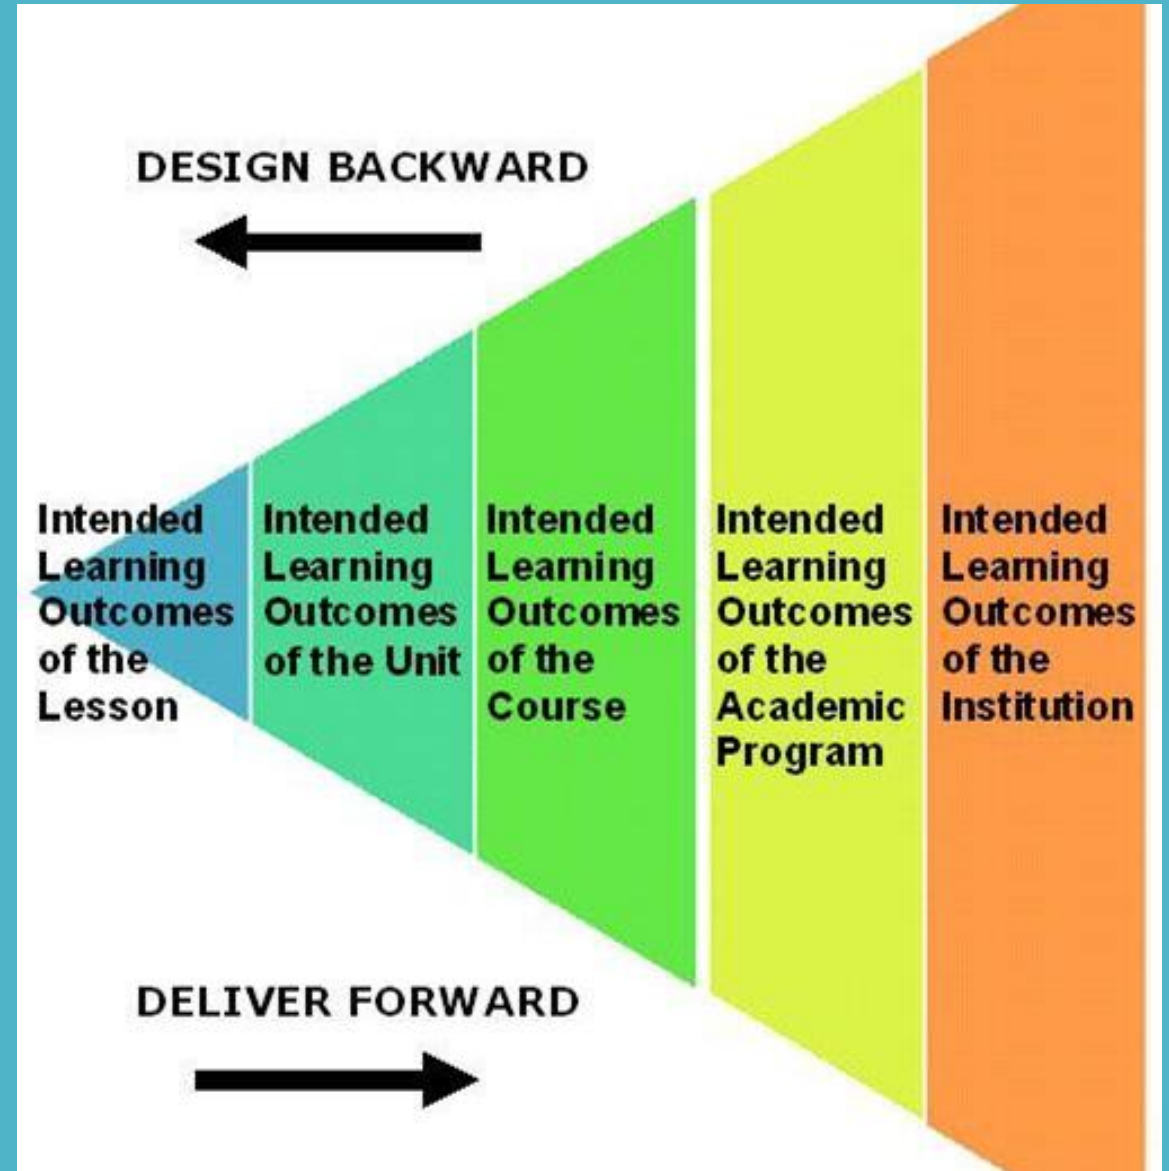 DESIGN BACKWARD
Intended
Learning
Outcomes
of the
Lesson
Intended
Learning
Outcomes
of the Unit
Intended
Learning
Outcomes
of the
Course
Intended
Learning
Outcomes
of the
Academic
Program
Intended
Learning
Outcomes
of the
Institution
DELIVER FORWARD